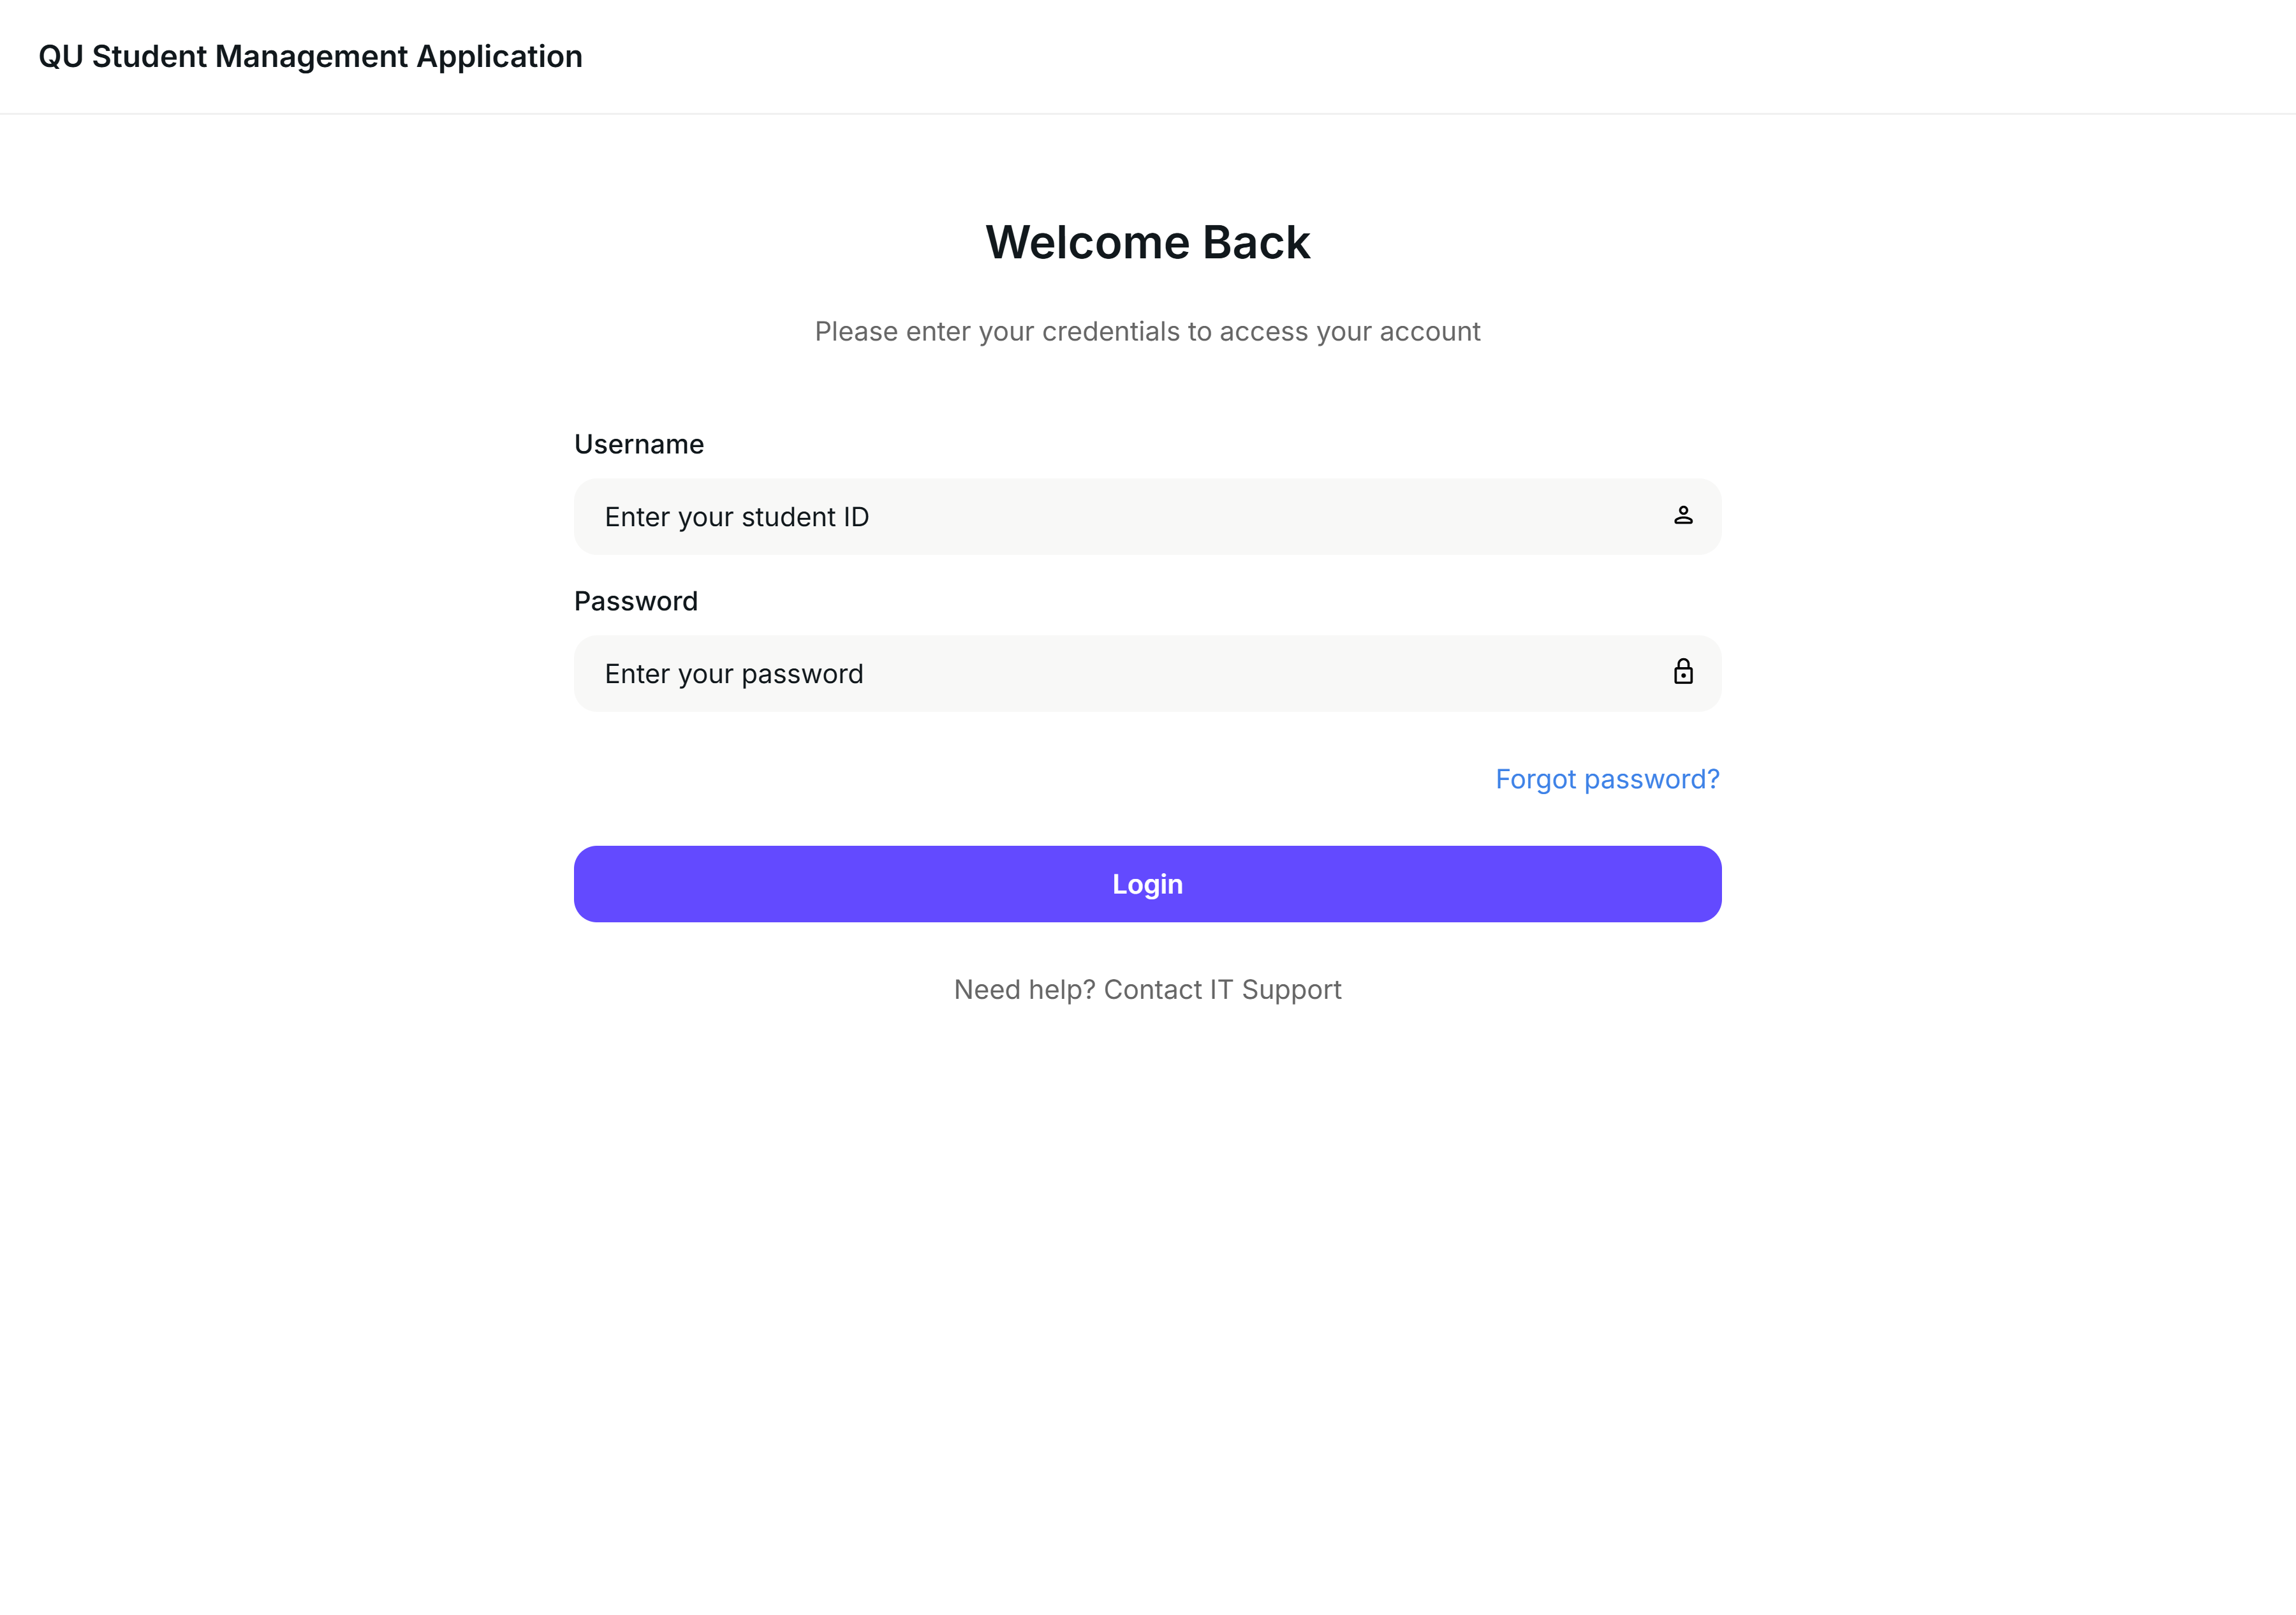 QU Student Management Application
Welcome Back
Please enter your credentials to access your account
Username
Enter your student ID
Password
Enter your password
Forgot password?
Login
Need help? Contact IT Support